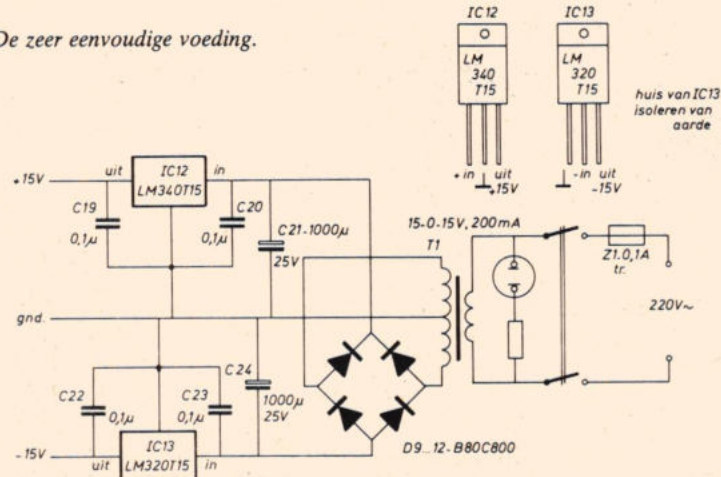 De zeer eenvoudige voeding.
IC12
IC13
LM
340
T15
LM
320
T15
huis van IC13
isoleren van
aarde
+in
uit
+15V
-in
uit
-15V
+15V
uit
IC12
LM340T15
in
C19
0,1µ
C20
0,1µ
C21-1000µ
25V
15-0-15V, 200mA
T1
Z1.0,1A
tr.
220V~
gnd.
C22
0,1µ
C23
0,1µ
C24
1000µ
25V
-15V
uit
IC13
LM320T15
in
D9...12-B80C800